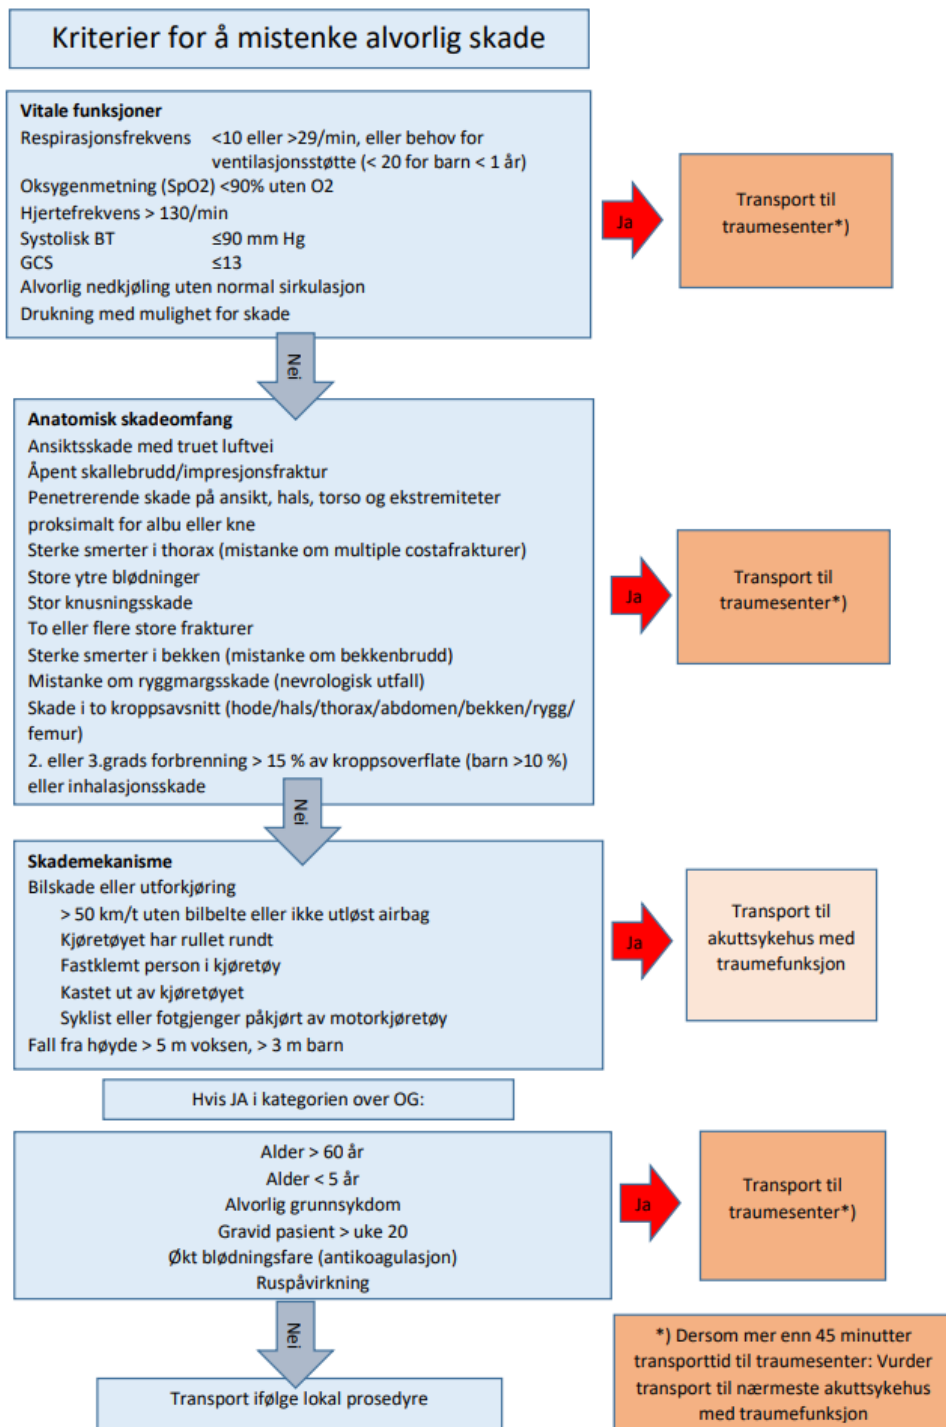 Kriterier for å mistenke alvorlig skade
Vitale funksjoner
Respirasjonsfrekvens <10 eller >29/min, eller behov for
ventilasjonsstøtte (< 20 for barn < 1 år)
Oksygenmetning (SpO2) <90% uten O2
Hjertefrekvens > 130/min
Systolisk BT ≤90 mm Hg
GCS ≤13
Alvorlig nedkjøling uten normal sirkulasjon
Drukning med mulighet for skade
Ja
Transport til
traumesenter*)
Nei
Anatomisk skadeomfang
Ansiktsskade med truet luftvei
Åpent skallebrudd/impresjonsfraktur
Penetrerende skade på ansikt, hals, torso og ekstremiteter
proksimalt for albu eller kne
Sterke smerter i thorax (mistanke om multiple costafrakturer)
Store ytre blødninger
Stor knusningsskade
To eller flere store frakturer
Sterke smerter i bekken (mistanke om bekkenbrudd)
Mistanke om ryggmargsskade (nevrologisk utfall)
Skade i to kroppsavsnitt (hode/hals/thorax/abdomen/bekken/rygg/
femur)
2. eller 3.grads forbrenning > 15 % av kroppsoverflate (barn >10 %)
eller inhalasjonsskade
Ja
Transport til
traumesenter*)
Nei
Skademekanisme
Bilskade eller utforkjøring
> 50 km/t uten bilbelte eller ikke utløst airbag
Kjøretøyet har rullet rundt
Fastklemt person i kjøretøy
Kastet ut av kjøretøyet
Syklist eller fotgjenger påkjørt av motorkjøretøy
Fall fra høyde > 5 m voksen, > 3 m barn
Ja
Transport til
akuttsykehus med
traumefunksjon
Hvis JA i kategorien over OG:
Alder > 60 år
Alder < 5 år
Alvorlig grunnsykdom
Gravid pasient > uke 20
Økt blødningsfare (antikoagulasjon)
Ruspåvirkning
Ja
Transport til
traumesenter*)
Nei
Transport ifølge lokal prosedyre
*) Dersom mer enn 45 minutter
transporttid til traumesenter: Vurder
transport til nærmeste akuttsykehus
med traumefunksjon